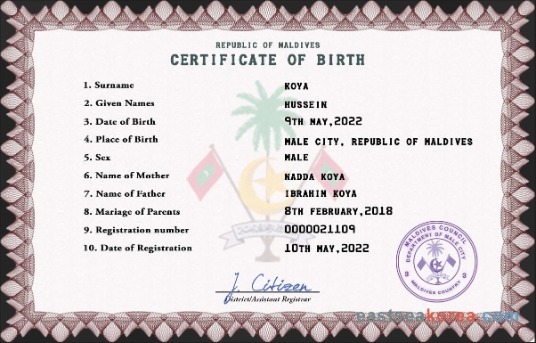 REPUBLIC OF MALDIVES
CERTIFICATE OF BIRTH
1. Surname KOYA
2. Given Names HUSSEIN
3. Date of Birth 9TH MAY,2022
4. Place of Birth MALE CITY, REPUBLIC OF MALDIVES
5. Sex MALE
6. Name of Mother NADDA KOYA
7. Name of Father IBRAHIM KOYA
8. Mariage of Parents 8TH FEBRUARY,2018
9. Registration number 0000021109
10. Date of Registration 10TH MAY,2022
MALDIVES COUNCIL
DEPARTMENT OF MALE CITY
MALDIVES COUNTRY
J. Citizen
District/Assistant Registrar
eastweakorea.com